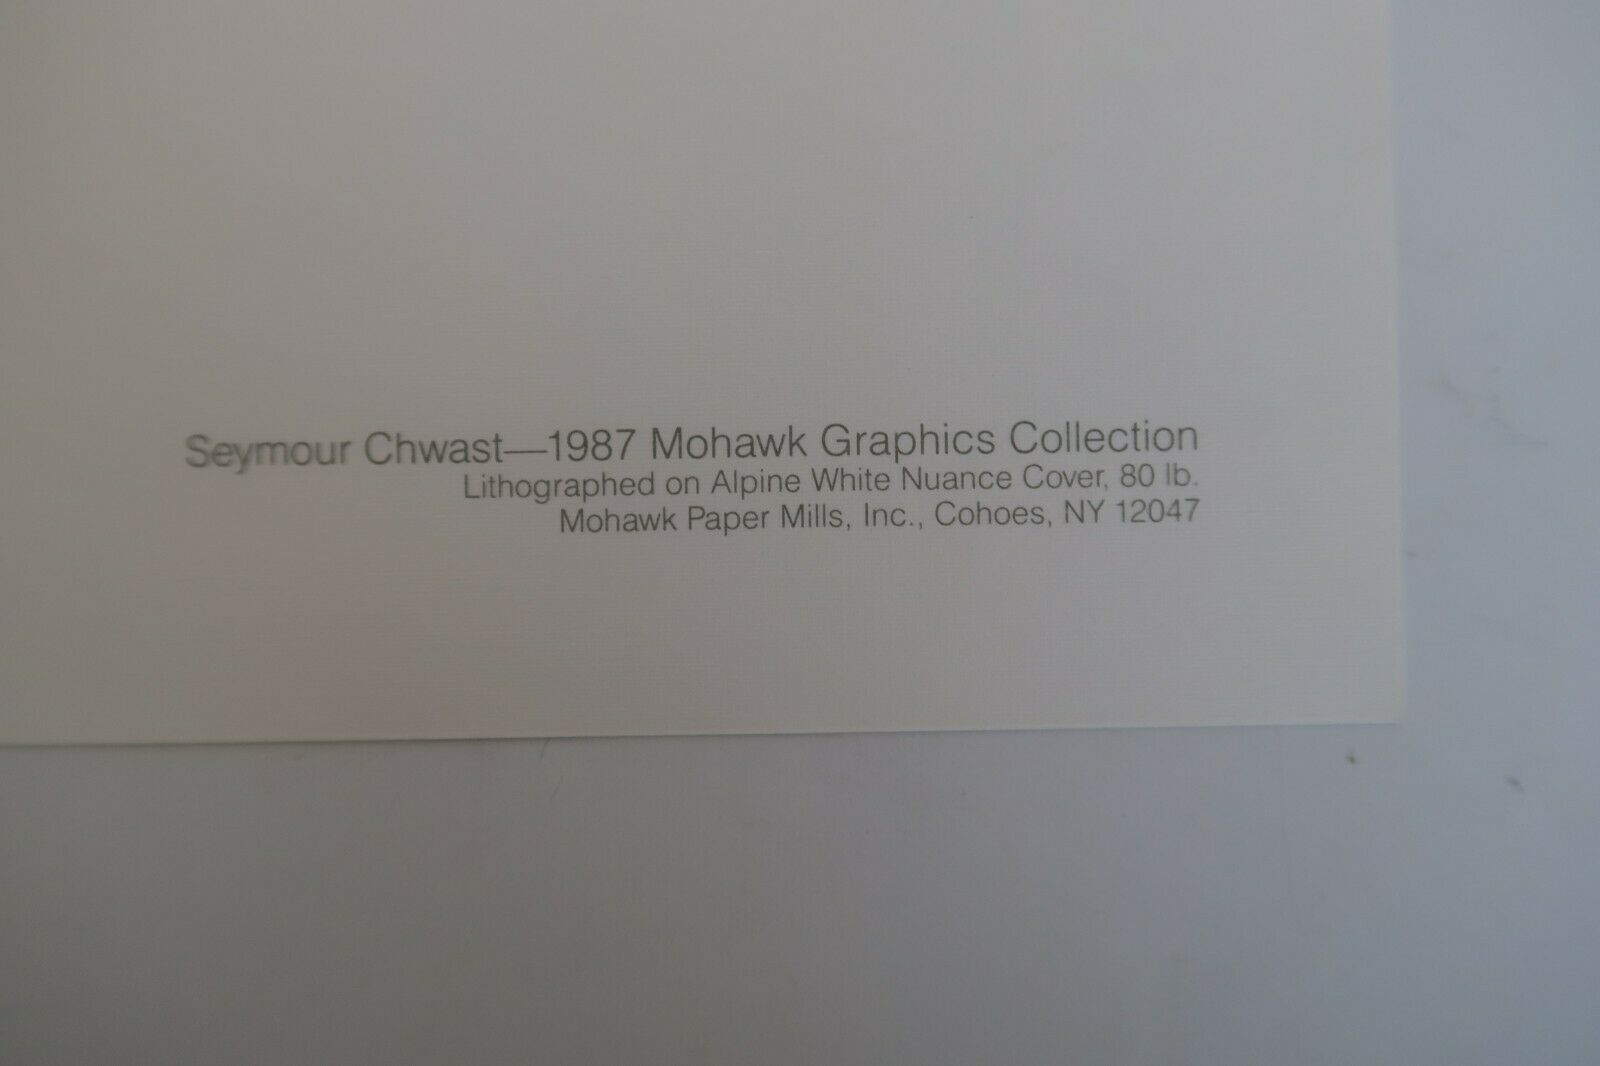 Seymour Chwast—1987 Mohawk Graphics Collection
Lithographed on Alpine White Nuance Cover, 80 lb.
Mohawk Paper Mills, Inc., Cohoes, NY 12047